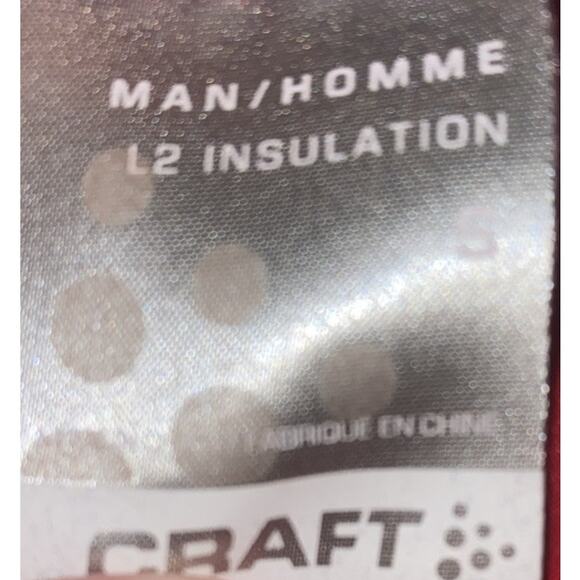 MAN/HOMME
L2 INSULATION
S
FABRIQUE EN CHINE
CRAFT